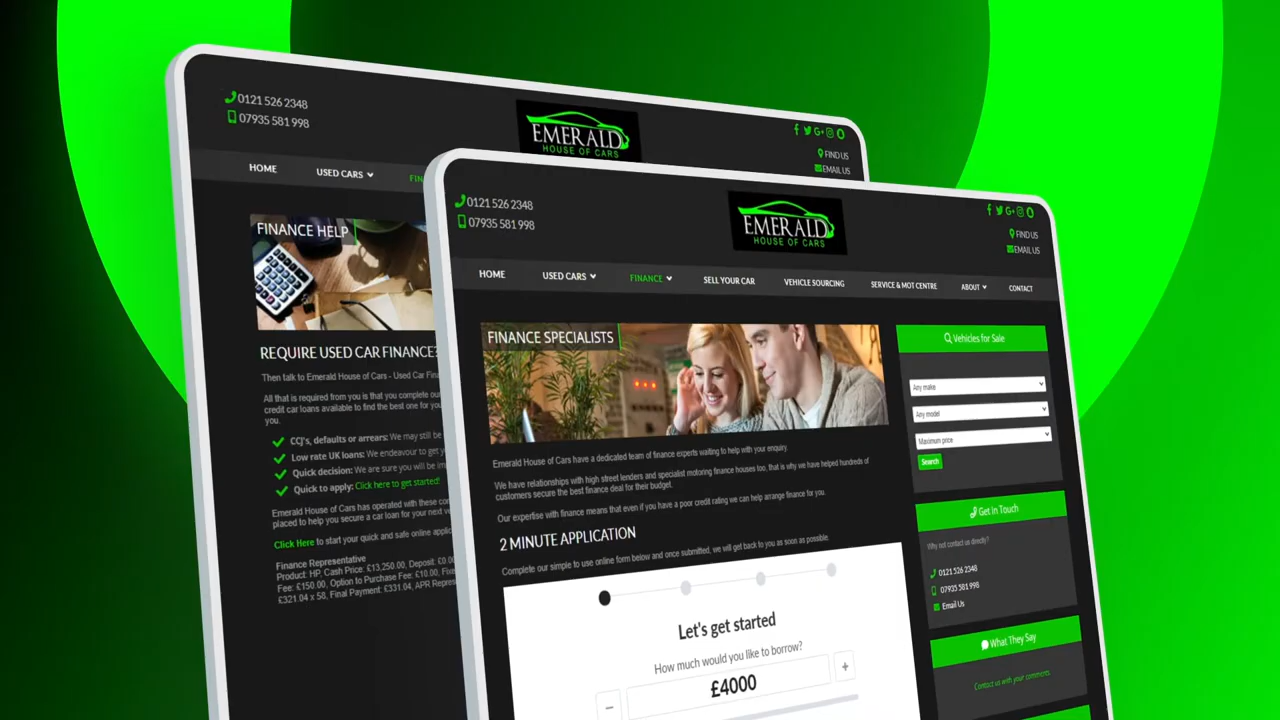 0121 526 2348
07935 581 998
EMERALD
HOUSE OF CARS
FIND US
EMAIL US
HOME
USED CARS
FINANCE HELP
REQUIRE USED CAR FINANCE?
Then talk to Emerald House of Cars - Used Car
All that is required from you is that you complete
credit car loans available to find the best one for
you.
CCJ's, defaults or arrears: We may still be
Low rate UK loans: We endeavour to get
Quick decision: We are sure you will be
Quick to apply: Click here to get started!
Emerald House of Cars has operated with these
placed to help you secure a car loan for your next
Click Here to start your quick and safe online
Finance Representative
Product: HP, Cash Price: £13,250.00, Deposit:
Fee: £150.00, Option to Purchase Fee: £10.00,
£321.04 x 58, Final Payment: £331.04, APR
0121 526 2348
07935 581 998
EMERALD
HOUSE OF CARS
FIND US
EMAIL US
HOME
USED CARS
FINANCE
SELL YOUR CAR
VEHICLE SOURCING
SERVICE & MOT CENTRE
ABOUT
CONTACT
FINANCE SPECIALISTS
Emerald House of Cars have a dedicated team of finance experts waiting to help with your enquiry.
We have relationships with high street lenders and specialist motoring finance houses too, that is why we have helped hundreds of
customers secure the best finance deal for their budget.
Our expertise with finance means that even if you have a poor credit rating we can help arrange finance for you.
2 MINUTE APPLICATION
Complete our simple to use online form below and once submitted, we will get back to you as soon as possible.
Let's get started
How much would you like to borrow?
£4000
Vehicles for Sale
Any make
Any model
Maximum price
Search
Get in Touch
Why not contact us directly?
0121 526 2348
07935 581 998
Email Us
What They Say
Contact us with your comments